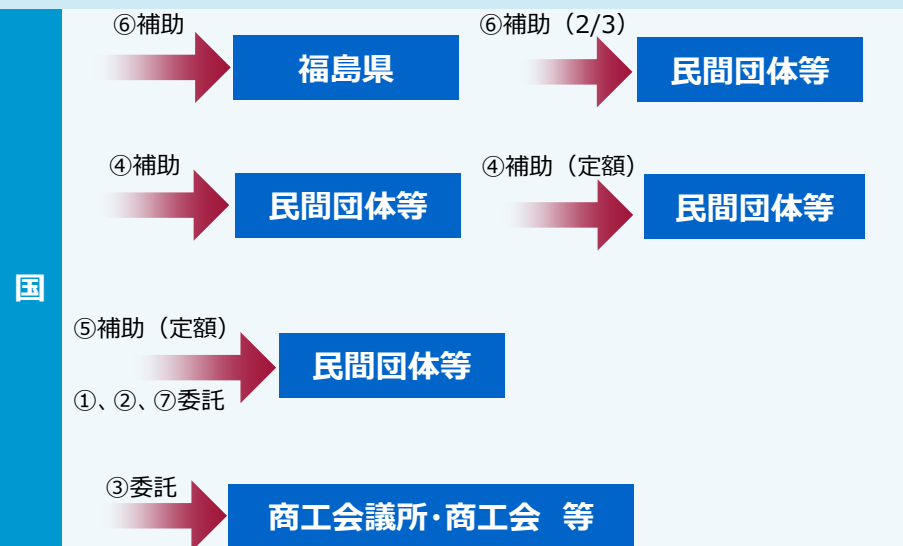 国
⑥補助
福島県
⑥補助（2/3）
民間団体等
④補助
民間団体等
④補助（定額）
民間団体等
⑤補助（定額）
民間団体等
①、②、⑦委託
③委託
商工会議所・商工会　等